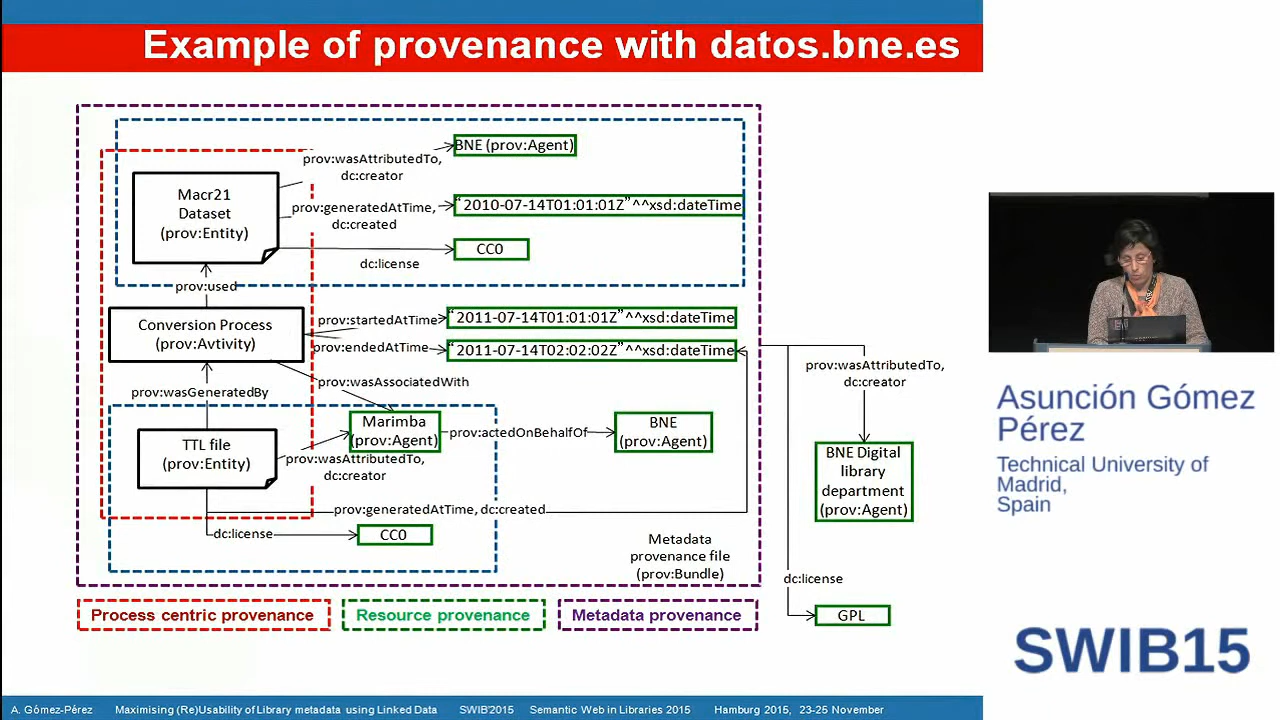 Example of provenance with datos.bne.es
BNE (prov:Agent)
prov:wasAttributedTo,
dc:creator
Macr21
Dataset
(prov:Entity)
prov:generatedAtTime,
dc:created
“2010-07-14T01:01:01Z”^^xsd:dateTime
CC0
dc:license
prov:used
Conversion Process
(prov:Avtivity)
prov:startedAtTime
“2011-07-14T01:01:01Z”^^xsd:dateTime
prov:endedAtTime
“2011-07-14T02:02:02Z”^^xsd:dateTime
prov:wasAssociatedWith
prov:wasGeneratedBy
Marimba
(prov:Agent)
prov:actedOnBehalfOf
BNE
(prov:Agent)
TTL file
(prov:Entity)
prov:wasAttributedTo,
dc:creator
prov:generatedAtTime, dc:created
dc:license
CC0
Metadata
provenance file
(prov:Bundle)
prov:wasAttributedTo,
dc:creator
BNE Digital
library
department
(prov:Agent)
dc:license
GPL
Process centric provenance
Resource provenance
Metadata provenance
A. Gómez-Pérez Maximising (Re)Usability of Library metadata using Linked Data SWIB'2015 Semantic Web in Libraries 2015 Hamburg 2015, 23-25 November
Asunción Gómez
Pérez
Technical University of
Madrid,
Spain
SWIB15